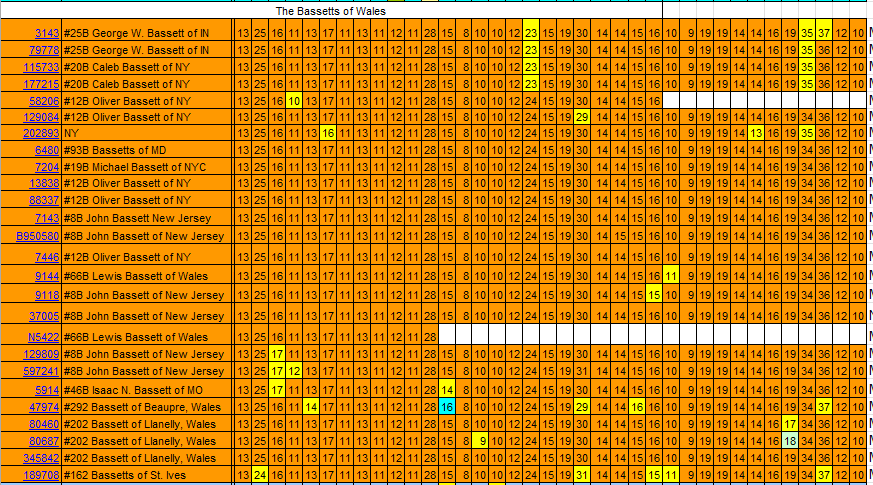 The Bassetts of Wales
3143 #25B George W. Bassett of IN 13 25 16 11 13 17 11 13 11 12 11 28 15 8 10 10 12 23 15 19 30 14 14 15 16 10 9 19 19 14 14 16 19 35 37 12 10
79778 #25B George W. Bassett of IN 13 25 16 11 13 17 11 13 11 12 11 28 15 8 10 10 12 23 15 19 30 14 14 15 16 10 9 19 19 14 14 16 19 35 36 12 10
115733 #20B Caleb Bassett of NY 13 25 16 11 13 17 11 13 11 12 11 28 15 8 10 10 12 23 15 19 30 14 14 15 16 10 9 19 19 14 14 16 19 35 36 12 10
177215 #20B Caleb Bassett of NY 13 25 16 11 13 17 11 13 11 12 11 28 15 8 10 10 12 23 15 19 30 14 14 15 16 10 9 19 19 14 14 16 19 35 36 12 10
58206 #12B Oliver Bassett of NY 13 25 16 10 13 17 11 13 11 12 11 28 15 8 10 10 12 24 15 19 30 14 14 15 16
129084 #12B Oliver Bassett of NY 13 25 16 11 13 17 11 13 11 12 11 28 15 8 10 10 12 24 15 19 29 14 14 15 16 10 9 19 19 14 14 16 19 34 36 12 10
202893 NY 13 25 16 11 13 16 11 13 11 12 11 28 15 8 10 10 12 24 15 19 30 14 14 15 16 10 9 19 19 14 13 16 19 35 36 12 10
6480 #93B Bassetts of MD 13 25 16 11 13 17 11 13 11 12 11 28 15 8 10 10 12 24 15 19 30 14 14 15 16 10 9 19 19 14 14 16 19 34 36 12 10
7204 #19B Michael Bassett of NYC 13 25 16 11 13 17 11 13 11 12 11 28 15 8 10 10 12 24 15 19 30 14 14 15 16 10 9 19 19 14 14 16 19 34 36 12 10
13838 #12B Oliver Bassett of NY 13 25 16 11 13 17 11 13 11 12 11 28 15 8 10 10 12 24 15 19 30 14 14 15 16 10 9 19 19 14 14 16 19 34 36 12 10
88337 #12B Oliver Bassett of NY 13 25 16 11 13 17 11 13 11 12 11 28 15 8 10 10 12 24 15 19 30 14 14 15 16 10 9 19 19 14 14 16 19 34 36 12 10
7143 #8B John Bassett New Jersey 13 25 16 11 13 17 11 13 11 12 11 28 15 8 10 10 12 24 15 19 30 14 14 15 16 10 9 19 19 14 14 16 19 34 36 12 10
B950580 #8B John Bassett of New Jersey 13 25 16 11 13 17 11 13 11 12 11 28 15 8 10 10 12 24 15 19 30 14 15 15 16 10 9 19 19 14 14 16 19 34 36 12 10
7446 #12B Oliver Bassett of NY 13 25 16 11 13 17 11 13 11 12 11 28 15 8 10 10 12 24 15 19 30 14 14 15 16 10 9 19 19 14 14 16 19 34 36 12 10
9144 #66B Lewis Bassett of Wales 13 25 16 11 13 17 11 13 11 12 11 28 15 8 10 10 12 24 15 19 30 14 14 15 16 11 9 19 19 14 14 16 19 34 36 12 10
9118 #8B John Bassett of New Jersey 13 25 16 11 13 17 11 13 11 12 11 28 15 8 10 10 12 24 15 19 30 14 14 15 15 10 9 19 19 14 14 16 19 34 36 12 10
37005 #8B John Bassett of New Jersey 13 25 16 11 13 17 11 13 11 12 11 28 15 8 10 10 12 24 15 19 30 14 14 15 16 10 9 19 19 14 14 16 19 34 36 12 10
N5422 #66B Lewis Bassett of Wales 13 25 16 11 13 17 11 13 11 12 11 28
129809 #8B John Bassett of New Jersey 13 25 17 11 13 17 11 13 11 12 11 28 15 8 10 10 12 24 15 19 30 14 14 15 16 10 9 19 19 14 14 16 19 34 36 12 10
597241 #8B John Bassett of New Jersey 13 25 17 12 13 17 11 13 11 12 11 28 15 8 10 10 12 24 15 19 31 14 14 15 16 10 9 19 19 14 14 16 19 34 36 12 10
5914 #46B Isaac N. Bassett of MO 13 25 17 11 13 17 11 13 11 12 11 28 14 8 10 10 12 24 15 19 30 14 14 15 16 10 9 19 19 14 14 16 19 34 36 12 10
47974 #292 Bassett of Beaupre, Wales 13 25 16 11 14 17 11 13 11 12 11 28 16 8 10 10 12 24 15 19 29 14 14 16 16 10 9 19 19 14 14 16 19 34 37 12 10
80460 #202 Bassett of Llanelly, Wales 13 25 16 11 13 17 11 13 11 12 11 28 15 8 10 10 12 24 15 19 30 14 14 15 16 10 9 19 19 14 14 16 17 34 36 12 10
80687 #202 Bassett of Llanelly, Wales 13 25 16 11 13 17 11 13 11 12 11 28 15 8 9 10 12 24 15 19 30 14 14 15 16 10 9 19 19 14 14 16 18 34 36 12 10
345842 #202 Bassett of Llanelly, Wales 13 25 16 11 13 17 11 13 11 12 11 28 15 8 10 10 12 24 15 19 30 14 14 15 16 10 9 19 19 14 14 16 19 34 36 12 10
189708 #162 Bassetts of St. Ives 13 24 16 11 13 17 11 13 11 12 11 28 15 8 10 10 12 24 15 19 31 14 14 15 15 11 9 19 19 14 14 16 19 34 37 12 10